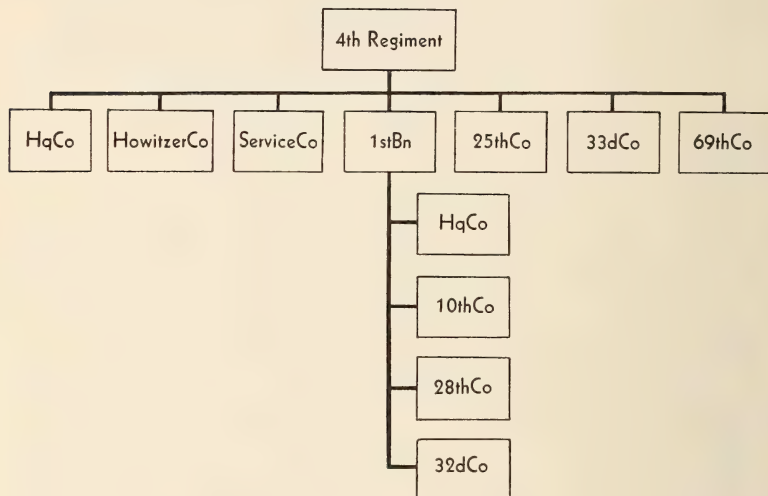 4th Regiment
HqCo
HowitzerCo
ServiceCo
1stBn
25thCo
33dCo
69thCo
HqCo
10thCo
28thCo
32dCo